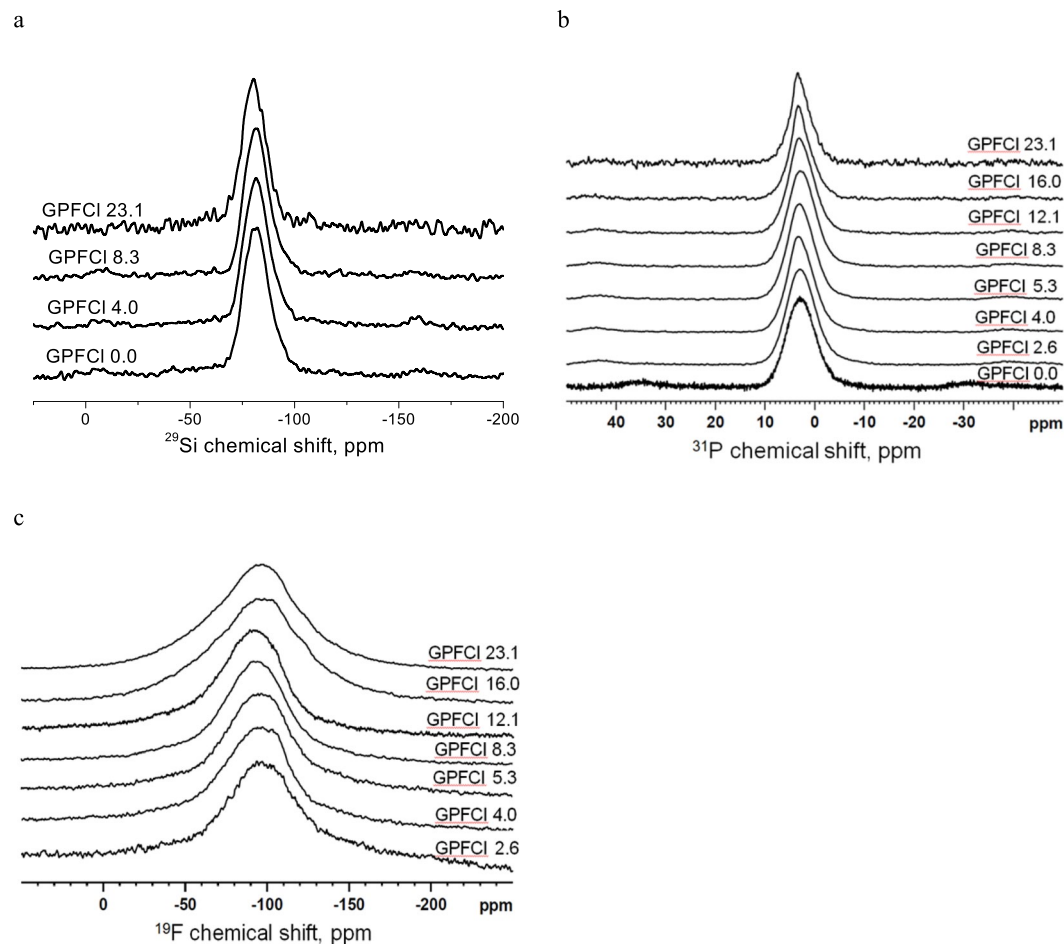 a
GPFCl 23.1
GPFCl 8.3
GPFCl 4.0
GPFCl 0.0
0 -50 -100 -150 -200
29Si chemical shift, ppm
b
GPFCl 23.1
GPFCl 16.0
GPFCl 12.1
GPFCl 8.3
GPFCl 5.3
GPFCl 4.0
GPFCl 2.6
GPFCl 0.0
40 30 20 10 0 -10 -20 -30 ppm
31P chemical shift, ppm
c
GPFCl 23.1
GPFCl 16.0
GPFCl 12.1
GPFCl 8.3
GPFCl 5.3
GPFCl 4.0
GPFCl 2.6
0 -50 -100 -150 -200 ppm
19F chemical shift, ppm